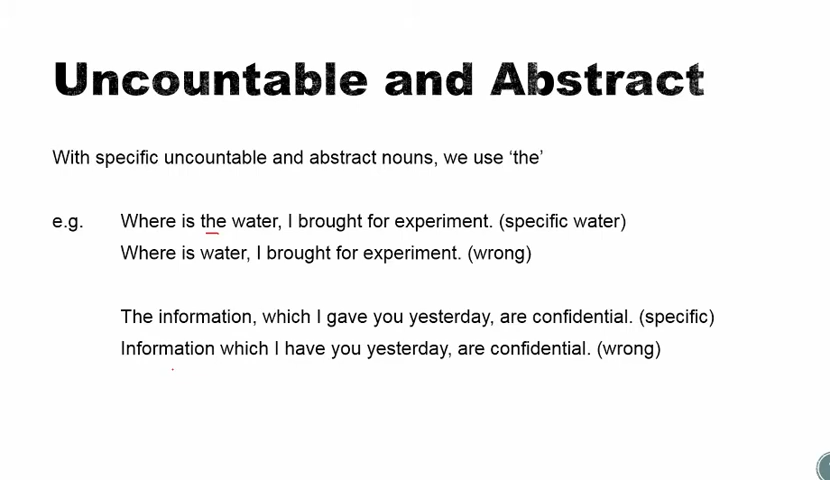 Uncountable and Abstract
With specific uncountable and abstract nouns, we use ‘the’
e.g. Where is the water, I brought for experiment. (specific water)
Where is water, I brought for experiment. (wrong)
The information, which I gave you yesterday, are confidential. (specific)
Information which I have you yesterday, are confidential. (wrong)